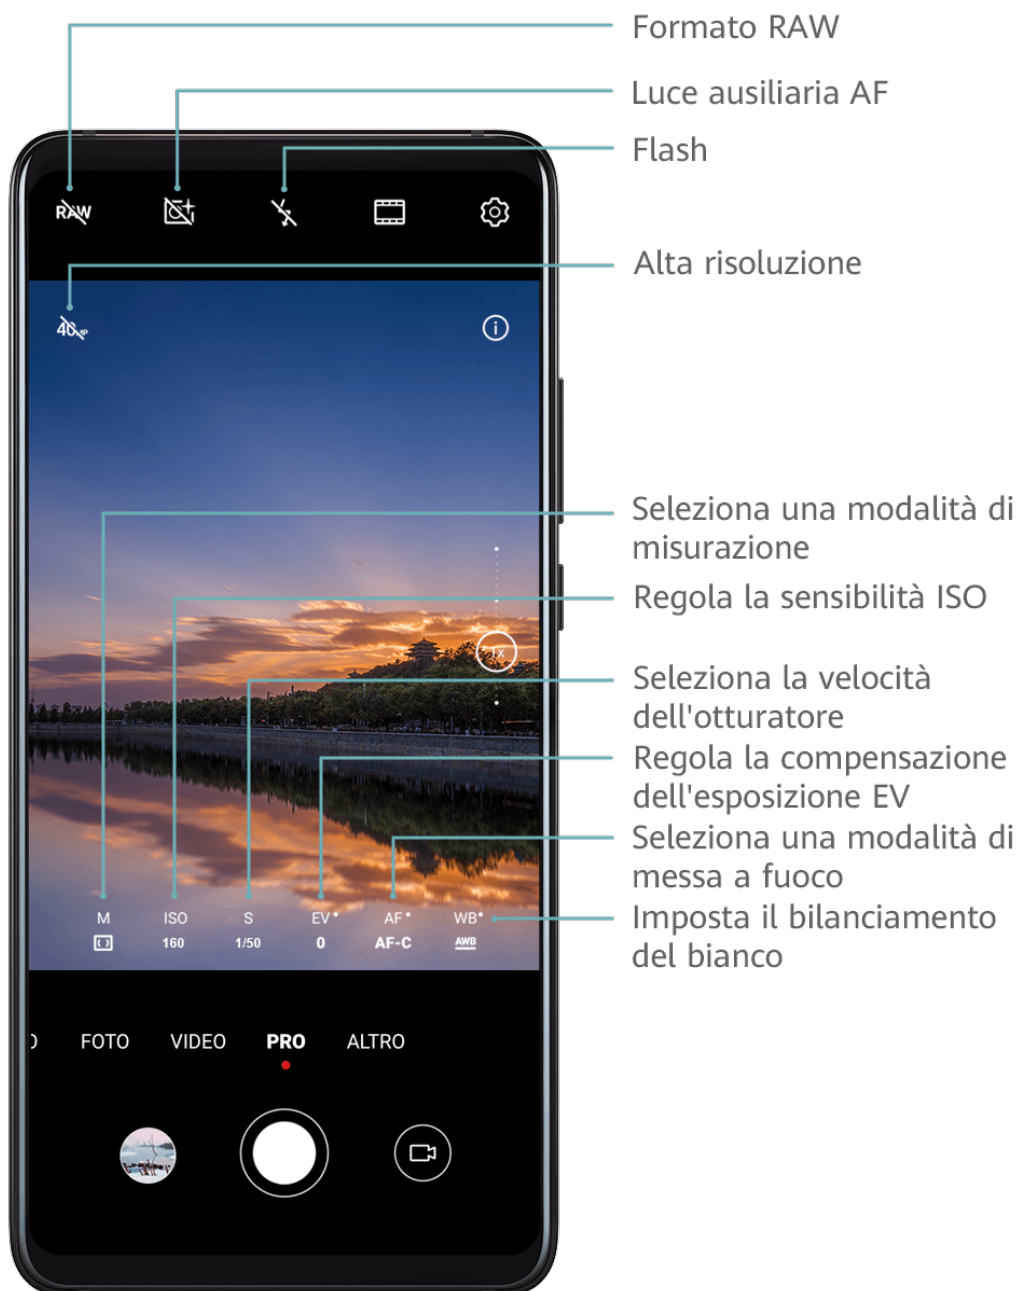 Formato RAW
Luce ausiliaria AF
Flash
RAW
Alta risoluzione
40MP
Seleziona una modalità di
misurazione
Regola la sensibilità ISO
1x
Seleziona la velocità
dell'otturatore
Regola la compensazione
dell'esposizione EV
Seleziona una modalità di
messa a fuoco
Imposta il bilanciamento
del bianco
M ISO S EV AF WB
160 1/50 0 AF-C AWB
O FOTO VIDEO PRO ALTRO